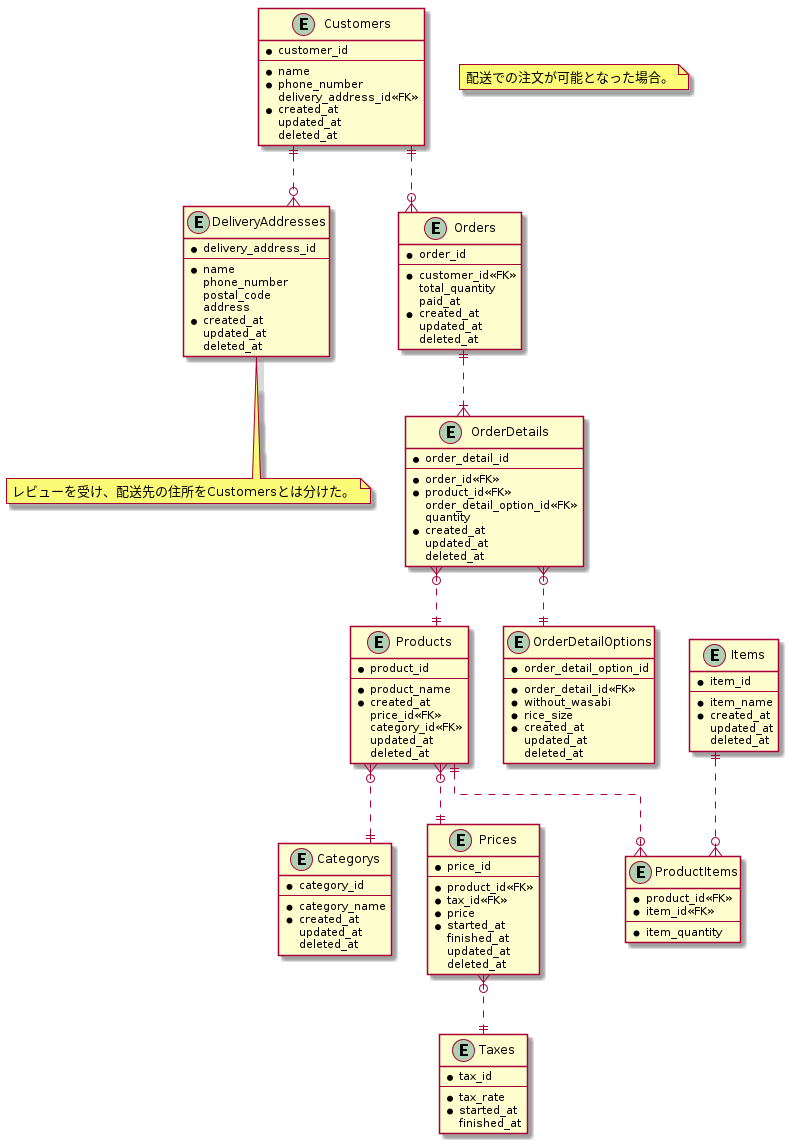 E Customers
customer_id
name
phone_number
delivery_address_id«FK»
created_at
updated_at
deleted_at
配送での注文が可能となった場合。
E DeliveryAddresses
delivery_address_id
name
phone_number
postal_code
address
created_at
updated_at
deleted_at
E Orders
order_id
customer_id«FK»
total_quantity
paid_at
created_at
updated_at
deleted_at
レビューを受け、配送先の住所をCustomersとは分けた。
E OrderDetails
order_detail_id
order_id«FK»
product_id«FK»
order_detail_option_id«FK»
quantity
created_at
updated_at
deleted_at
E Products
product_id
product_name
created_at
price_id«FK»
category_id«FK»
updated_at
deleted_at
E OrderDetailOptions
order_detail_option_id
order_detail_id«FK»
without_wasabi
rice_size
created_at
updated_at
deleted_at
E Items
item_id
item_name
created_at
updated_at
deleted_at
E Categorys
category_id
category_name
created_at
updated_at
deleted_at
E Prices
price_id
product_id«FK»
tax_id«FK»
price
started_at
finished_at
updated_at
deleted_at
E ProductItems
product_id«FK»
item_id«FK»
item_quantity
E Taxes
tax_id
tax_rate
started_at
finished_at